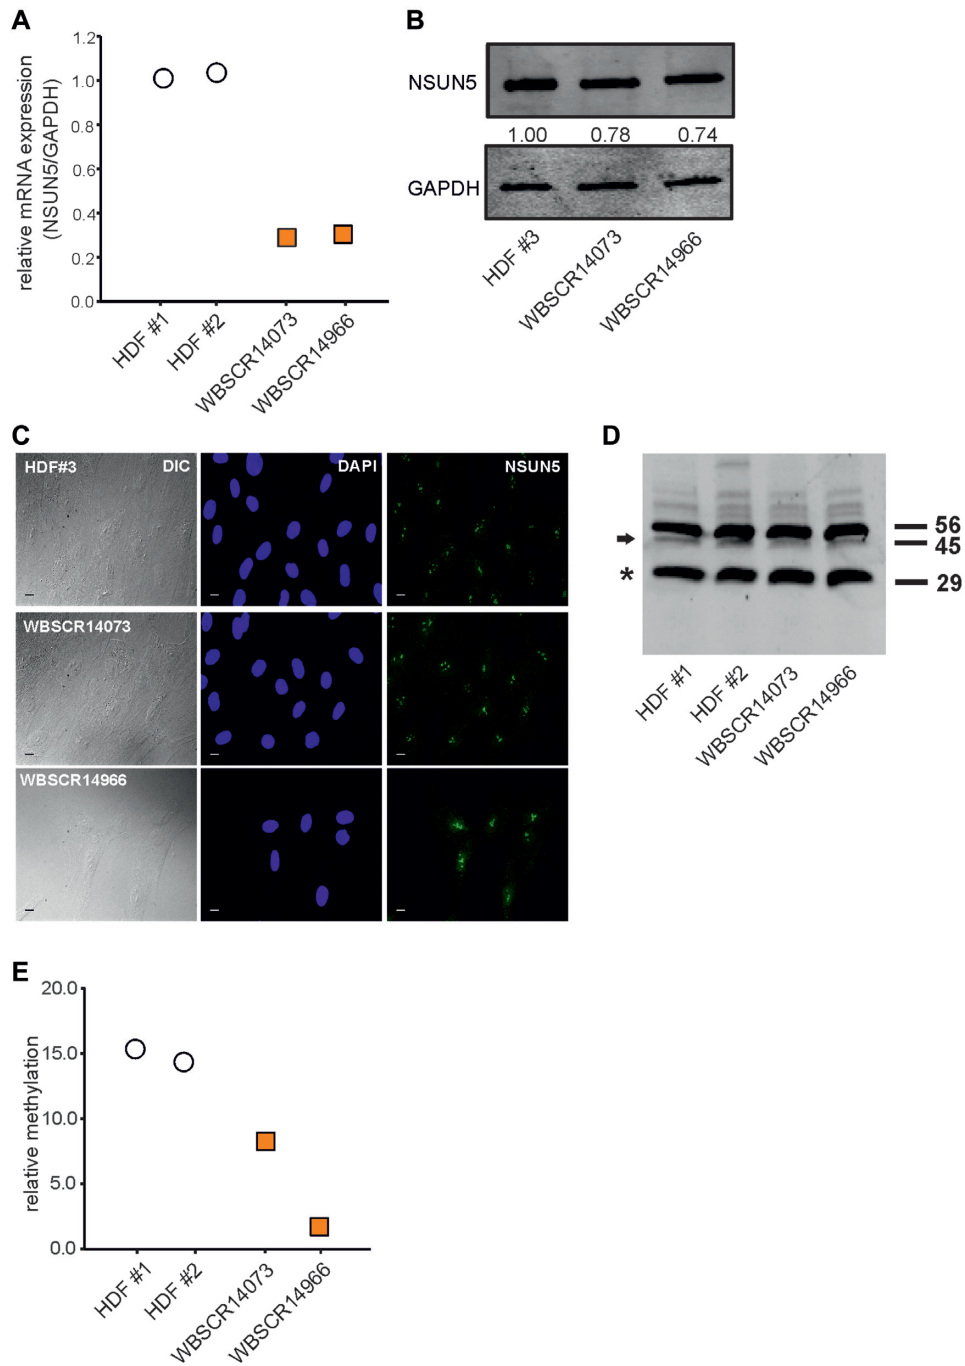 A
relative mRNA expression
(NSUN5/GAPDH)
1.2
1.0
0.8
0.6
0.4
0.2
0.0
HDF #1
HDF #2
WBSCR14073
WBSCR14966
B
NSUN5
1.00 0.78 0.74
GAPDH
HDF #3
WBSCR14073
WBSCR14966
C
HDF#3 DIC DAPI NSUN5
WBSCR14073
WBSCR14966
D
56
45
* 29
HDF #1
HDF #2
WBSCR14073
WBSCR14966
E
relative methylation
20.0
15.0
10.0
5.0
0.0
HDF #1
HDF #2
WBSCR14073
WBSCR14966